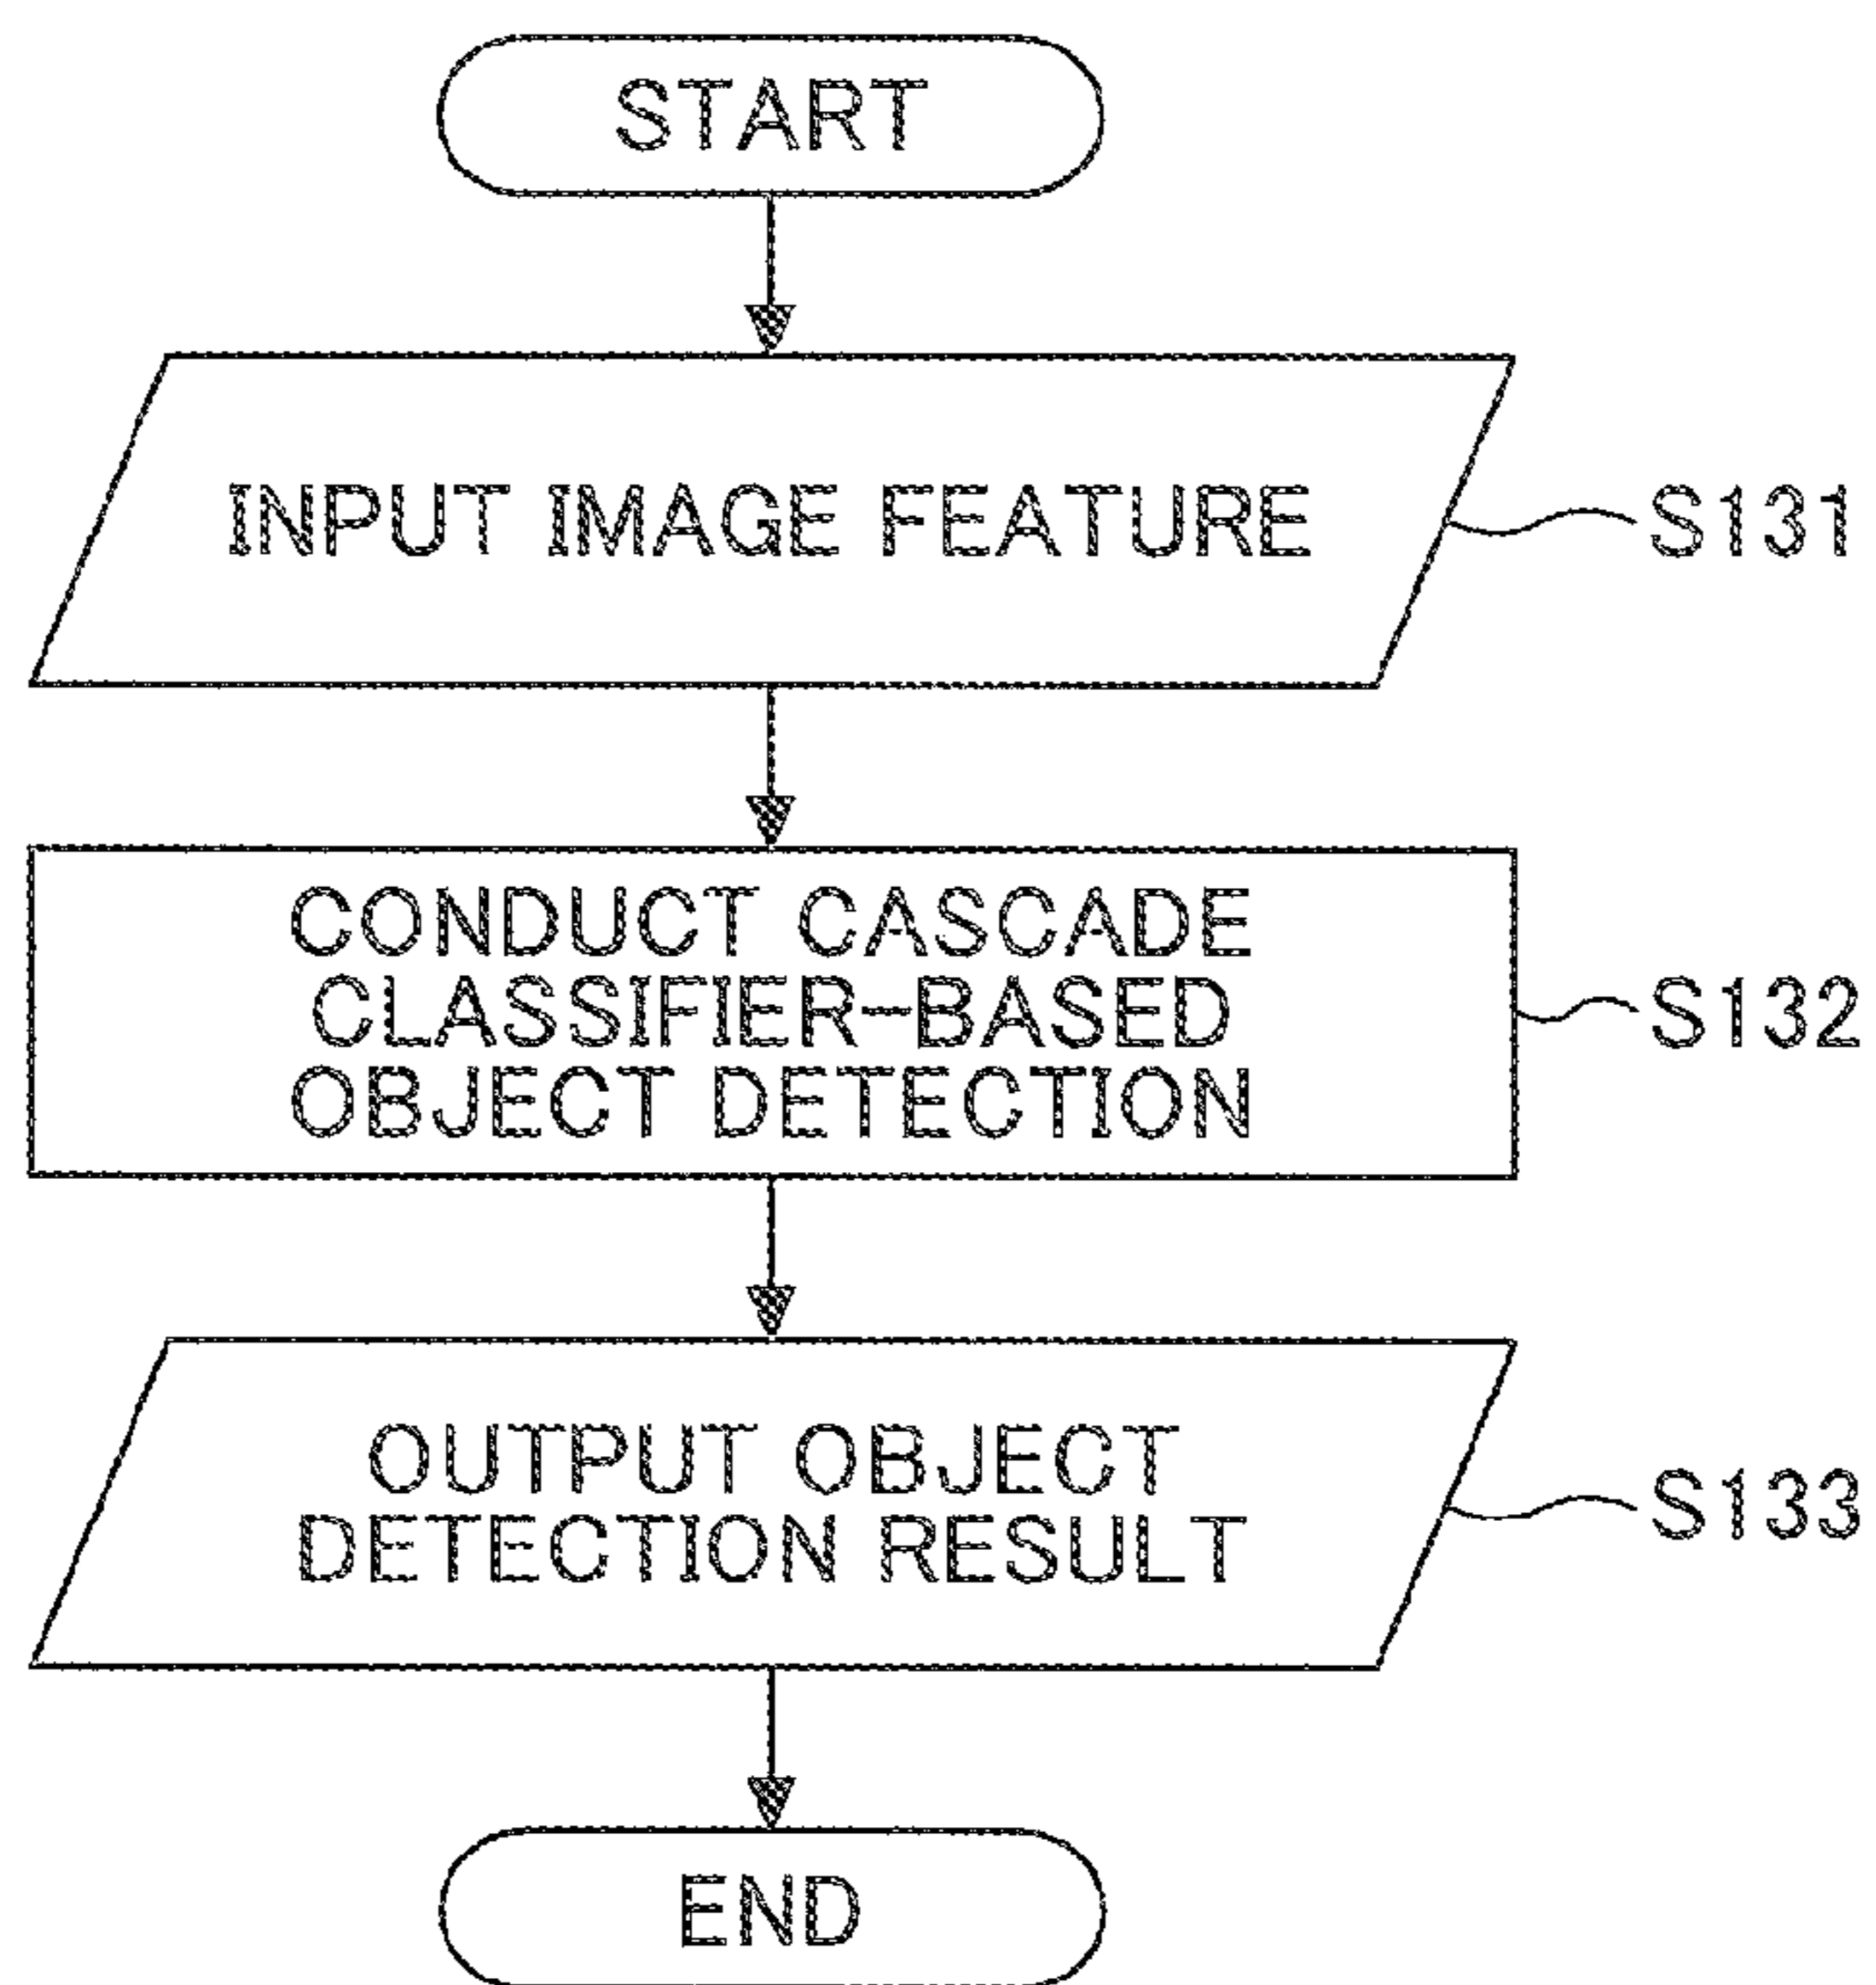 START
INPUT IMAGE FEATURE
S131
CONDUCT CASCADE
CLASSIFIER-BASED
OBJECT DETECTION
S132
OUTPUT OBJECT
DETECTION RESULT
S133
END